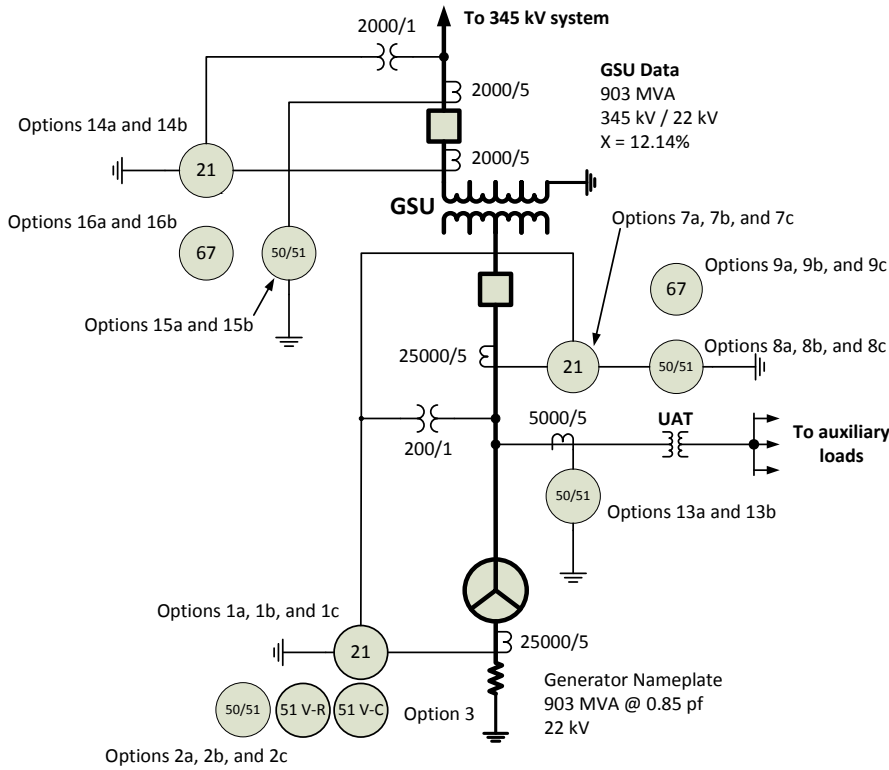 To 345 kV system
2000/1
2000/5
GSU Data
903 MVA
345 kV / 22 kV
X = 12.14%
Options 14a and 14b
2000/5
21
GSU
Options 16a and 16b
67
50/51
Options 15a and 15b
Options 7a, 7b, and 7c
Options 9a, 9b, and 9c
67
25000/5
21
50/51
Options 8a, 8b, and 8c
200/1
5000/5
UAT
To auxiliary
loads
50/51
Options 13a and 13b
Options 1a, 1b, and 1c
21
25000/5
50/51
51 V-R
51 V-C
Option 3
Options 2a, 2b, and 2c
Generator Nameplate
903 MVA @ 0.85 pf
22 kV